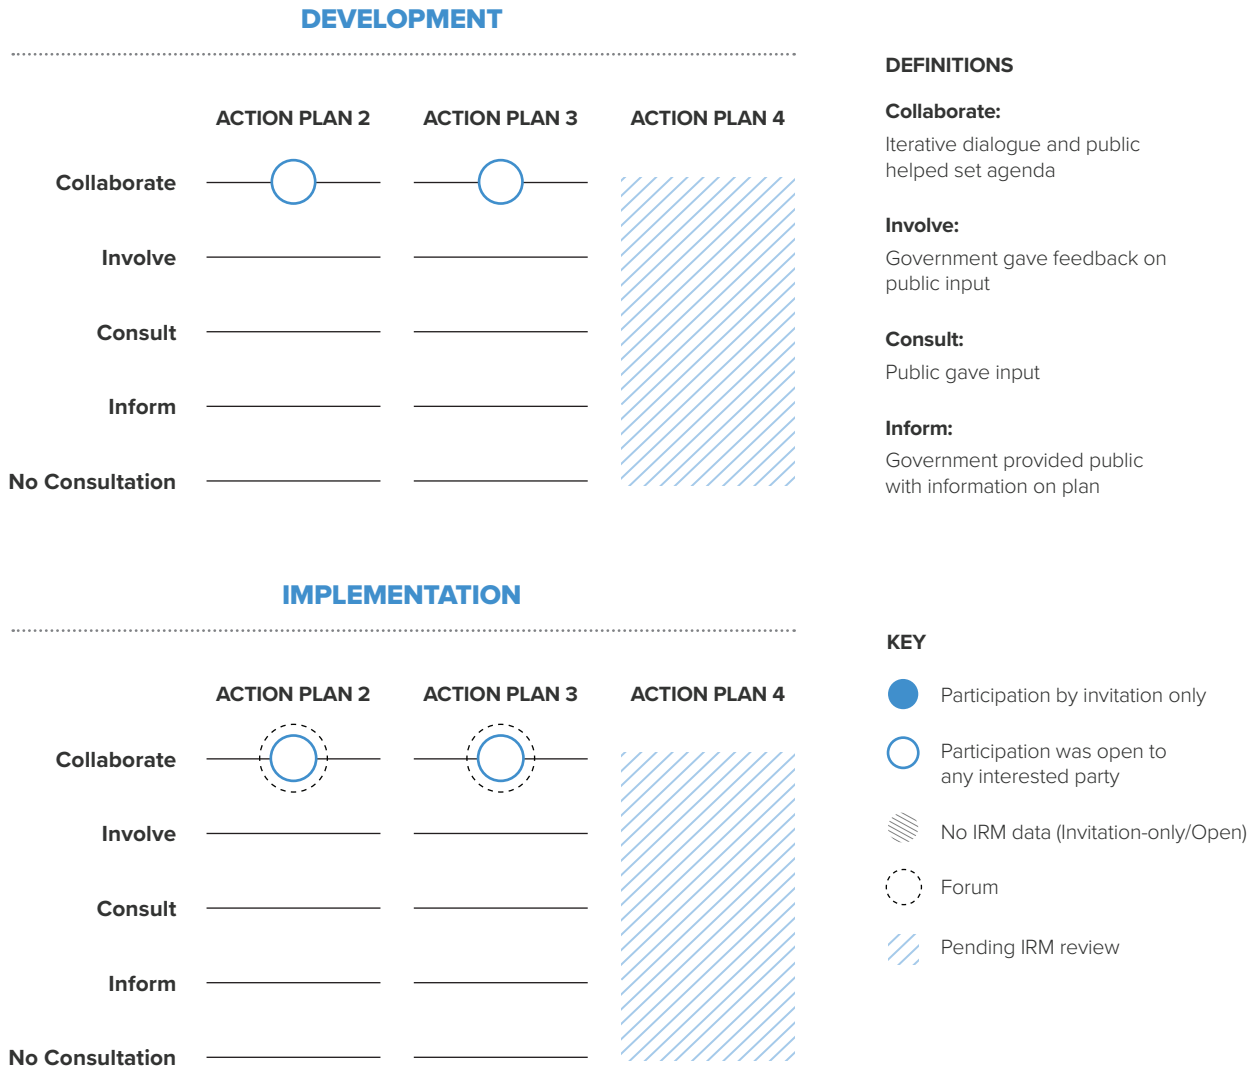 DEVELOPMENT
ACTION PLAN 2
ACTION PLAN 3
ACTION PLAN 4
Collaborate
Involve
Consult
Inform
No Consultation
DEFINITIONS
Collaborate:
Iterative dialogue and public
helped set agenda
Involve:
Government gave feedback on
public input
Consult:
Public gave input
Inform:
Government provided public
with information on plan
IMPLEMENTATION
ACTION PLAN 2
ACTION PLAN 3
ACTION PLAN 4
Collaborate
Involve
Consult
Inform
No Consultation
KEY
Participation by invitation only
Participation was open to
any interested party
No IRM data (Invitation-only/Open)
Forum
Pending IRM review